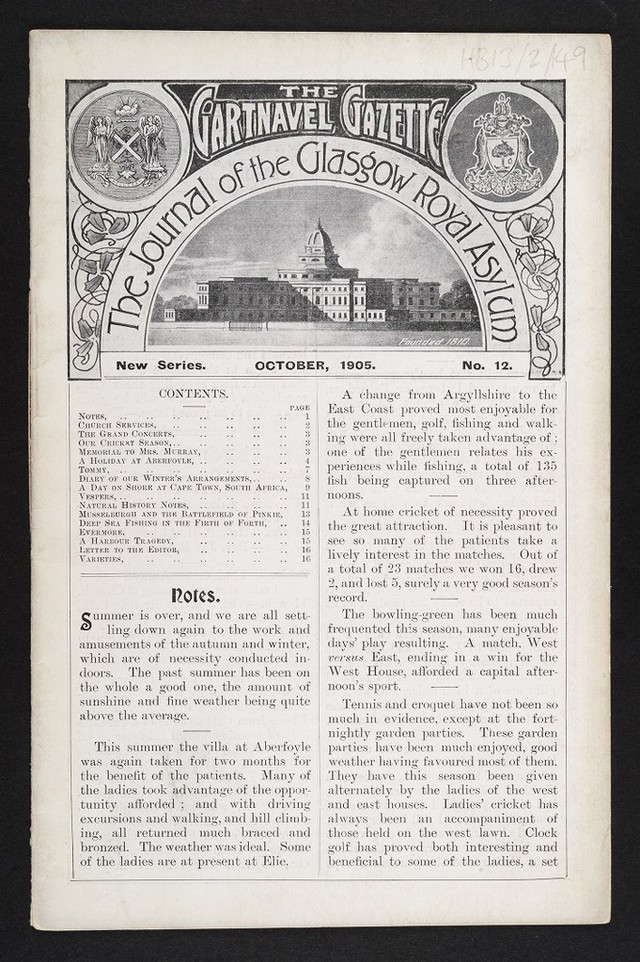 HB13/2/149
THE
GARTNAVEL GAZETTE
The Journal of the Glasgow Royal Asylum
Founded 1810.
New Series. OCTOBER, 1905. No. 12.
CONTENTS.
PAGE
NOTES, .. .. .. .. .. .. .. 1
CHURCH SERVICES, .. .. .. .. .. 2
THE GRAND CONCERTS, .. .. .. .. 3
OUR CRICKET SEASON, .. .. .. .. .. 3
MEMORIAL TO MRS. MURRAY, .. .. .. .. 3
A HOLIDAY AT ABERFOYLE, .. .. .. .. 4
TOMMY, .. .. .. .. .. .. .. 7
DIARY OF OUR WINTER'S ARRANGEMENTS, .. .. 8
A DAY ON SHORE AT CAPE TOWN, SOUTH AFRICA, 9
VESPERS, .. .. .. .. .. .. .. 11
NATURAL HISTORY NOTES, .. .. .. .. 11
MUSSELBURGH AND THE BATTLEFIELD OF PINKIE, 13
DEEP SEA FISHING IN THE FIRTH OF FORTH, .. 14
EVERMORE, .. .. .. .. .. .. 15
A HARBOUR TRAGEDY, .. .. .. .. 15
LETTER TO THE EDITOR, .. .. .. .. 16
VARIETIES, .. .. .. .. .. .. 16
Notes.
Summer is over, and we are all sett-
ling down again to the work and
amusements of the autumn and winter,
which are of necessity conducted in-
doors. The past summer has been on
the whole a good one, the amount of
sunshine and fine weather being quite
above the average.
This summer the villa at Aberfoyle
was again taken for two months for
the benefit of the patients. Many of
the ladies took advantage of the oppor-
tunity afforded ; and with driving
excursions and walking, and hill climb-
ing, all returned much braced and
bronzed. The weather was ideal. Some
of the ladies are at present at Elie.
A change from Argyllshire to the
East Coast proved most enjoyable for
the gentlemen, golf, fishing and walk-
ing were all freely taken advantage of ;
one of the gentlemen relates his ex-
periences while fishing, a total of 135
fish being captured on three after-
noons.
At home cricket of necessity proved
the great attraction. It is pleasant to
see so many of the patients take a
lively interest in the matches. Out of
a total of 23 matches we won 16, drew
2, and lost 5, surely a very good season's
record.
The bowling-green has been much
frequented this season, many enjoyable
days' play resulting. A match, West
versus East, ending in a win for the
West House, afforded a capital after-
noon's sport.
Tennis and croquet have not been so
much in evidence, except at the fort-
nightly garden parties. These garden
parties have been much enjoyed, good
weather having favoured most of them.
They have this season been given
alternately by the ladies of the west
and east houses. Ladies' cricket has
always been an accompaniment of
those held on the west lawn. Clock
golf has proved both interesting and
beneficial to some of the ladies, a set